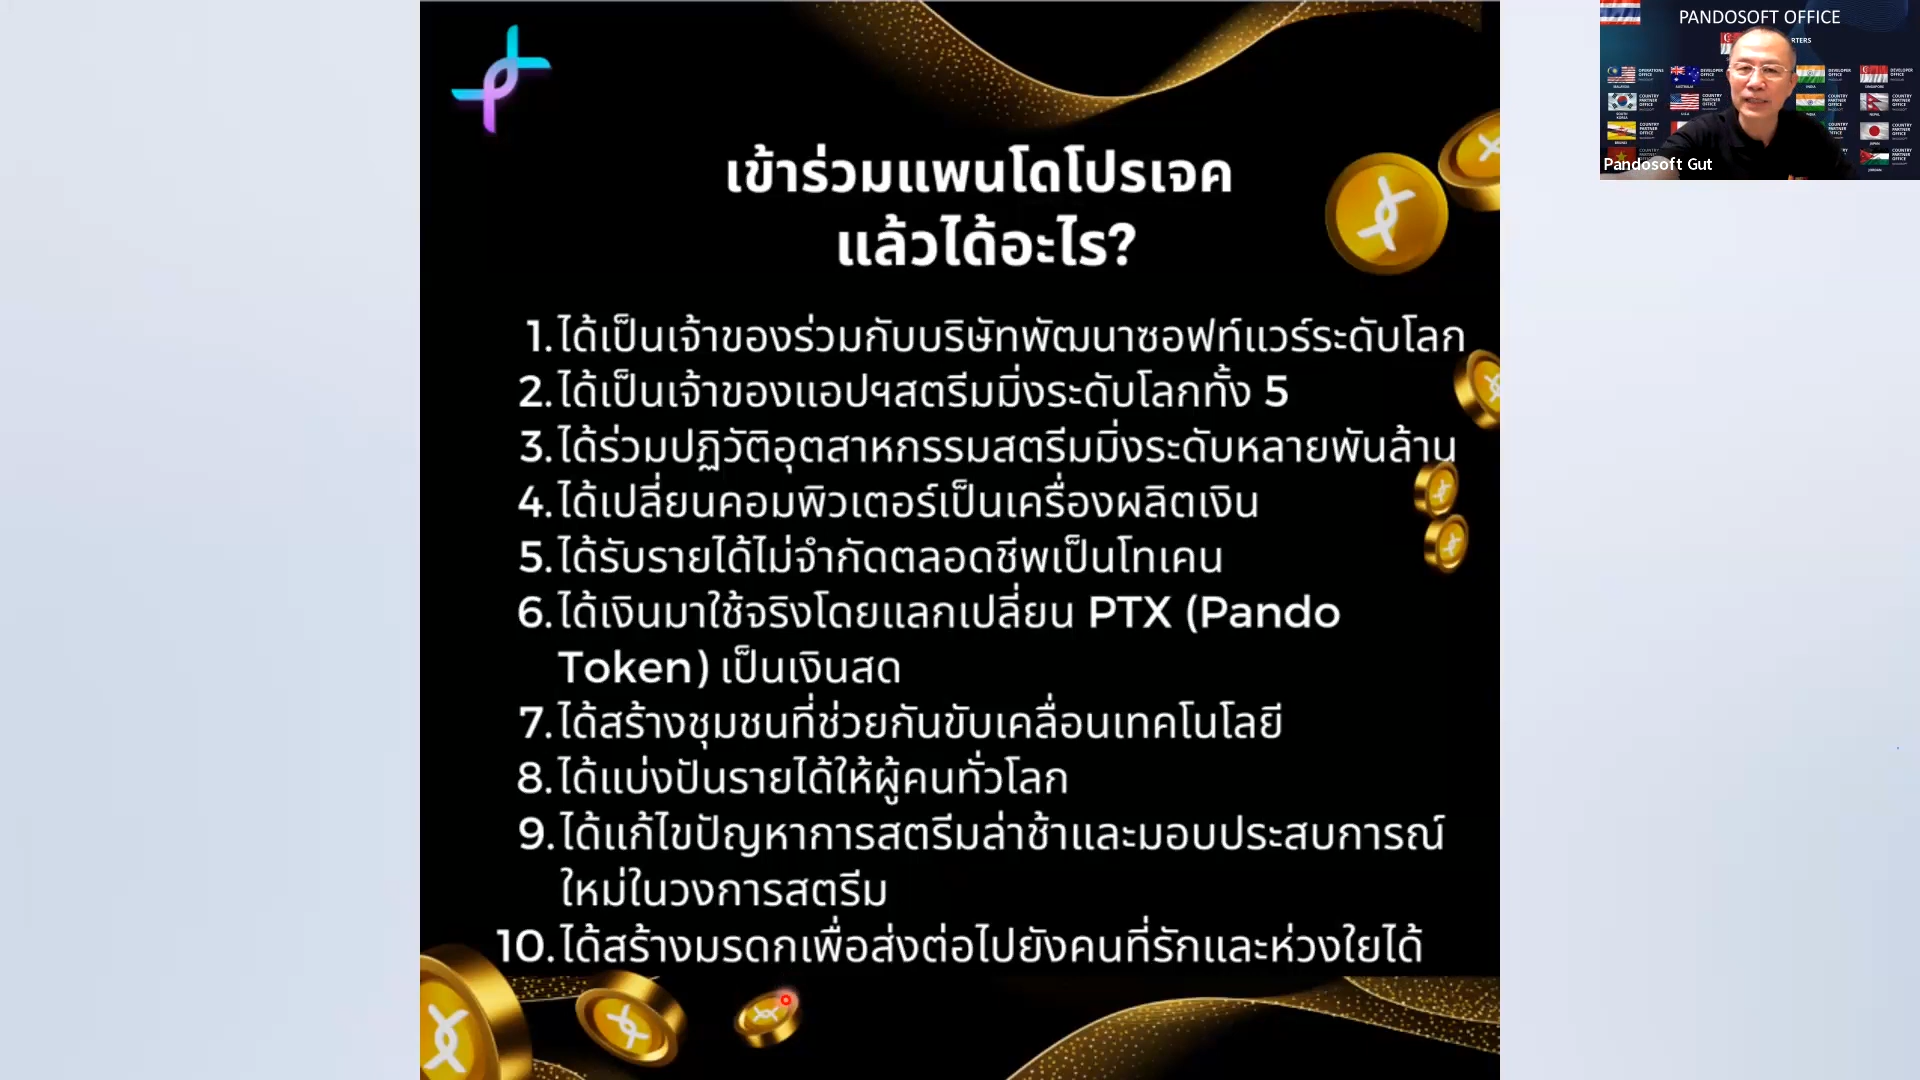 เข้าร่วมแพนโดโปรเจค
แล้วได้อะไร?
1. ได้เป็นเจ้าของร่วมกับบริษัทพัฒนาซอฟท์แวร์ระดับโลก
2. ได้เป็นเจ้าของแอปฯสตรีมมิ่งระดับโลกทั้ง 5
3. ได้ร่วมปฏิวัติอุตสาหกรรมสตรีมมิ่งระดับหลายพันล้าน
4. ได้เปลี่ยนคอมพิวเตอร์เป็นเครื่องผลิตเงิน
5. ได้รับรายได้ไม่จำกัดตลอดชีพเป็นโทเคน
6. ได้เงินมาใช้จริงโดยแลกเปลี่ยน PTX (Pando
Token) เป็นเงินสด
7. ได้สร้างชุมชนที่ช่วยกันขับเคลื่อนเทคโนโลยี
8. ได้แบ่งปันรายได้ให้ผู้คนทั่วโลก
9. ได้แก้ไขปัญหาการสตรีมล่าช้าและมอบประสบการณ์
ใหม่ในวงการสตรีม
10. ได้สร้างมรดกเพื่อส่งต่อไปยังคนที่รักและห่วงใยได้
PANDOSOFT OFFICE
Pandosoft Gut